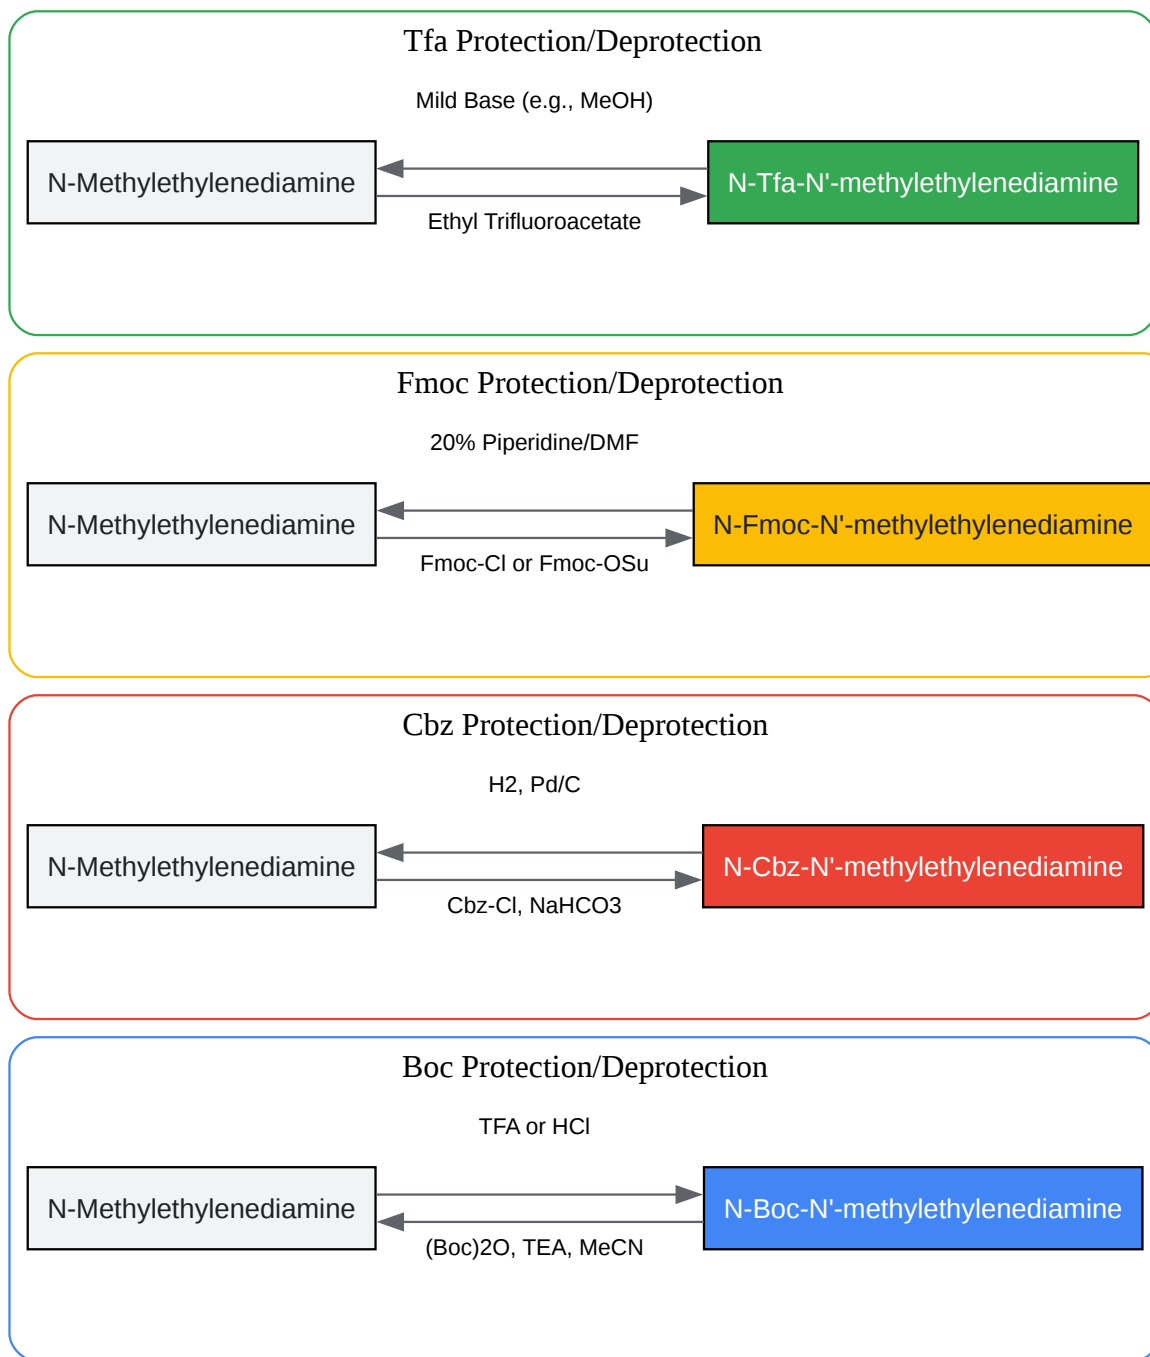 Tfa Protection/Deprotection
Mild Base (e.g., MeOH)
N-Methylethylenediamine
N-Tfa-N'-methylethylenediamine
Ethyl Trifluoroacetate
Fmoc Protection/Deprotection
20% Piperidine/DMF
N-Methylethylenediamine
N-Fmoc-N'-methylethylenediamine
Fmoc-Cl or Fmoc-OSu
Cbz Protection/Deprotection
H2, Pd/C
N-Methylethylenediamine
N-Cbz-N'-methylethylenediamine
Cbz-Cl, NaHCO3
Boc Protection/Deprotection
TFA or HCl
N-Methylethylenediamine
N-Boc-N'-methylethylenediamine
(Boc)2O, TEA, MeCN